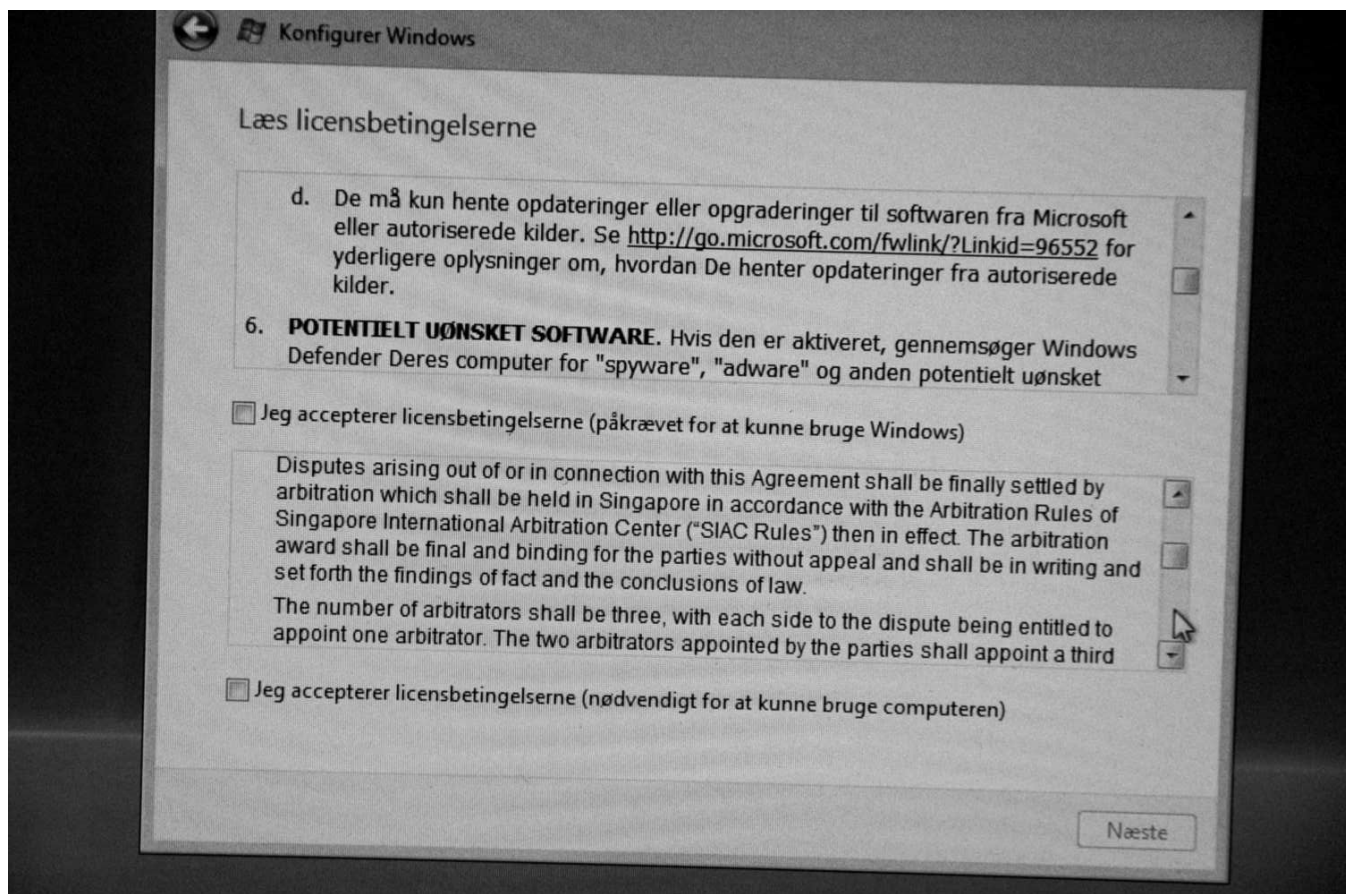 Konfigurer Windows
Læs licensbetingelserne
d. De må kun hente opdateringer eller opgraderinger til softwaren fra Microsoft
eller autoriserede kilder. Se http://go.microsoft.com/fwlink/?Linkid=96552 for
yderligere oplysninger om, hvordan De henter opdateringer fra autoriserede
kilder.
6. POTENTIELT UØNSKET SOFTWARE. Hvis den er aktiveret, gennemsøger Windows
Defender Deres computer for "spyware", "adware" og anden potentielt uønsket
Jeg accepterer licensbetingelserne (påkrævet for at kunne bruge Windows)
Disputes arising out of or in connection with this Agreement shall be finally settled by
arbitration which shall be held in Singapore in accordance with the Arbitration Rules of
Singapore International Arbitration Center (“SIAC Rules”) then in effect. The arbitration
award shall be final and binding for the parties without appeal and shall be in writing and
set forth the findings of fact and the conclusions of law.
The number of arbitrators shall be three, with each side to the dispute being entitled to
appoint one arbitrator. The two arbitrators appointed by the parties shall appoint a third
Jeg accepterer licensbetingelserne (nødvendigt for at kunne bruge computeren)
Næste